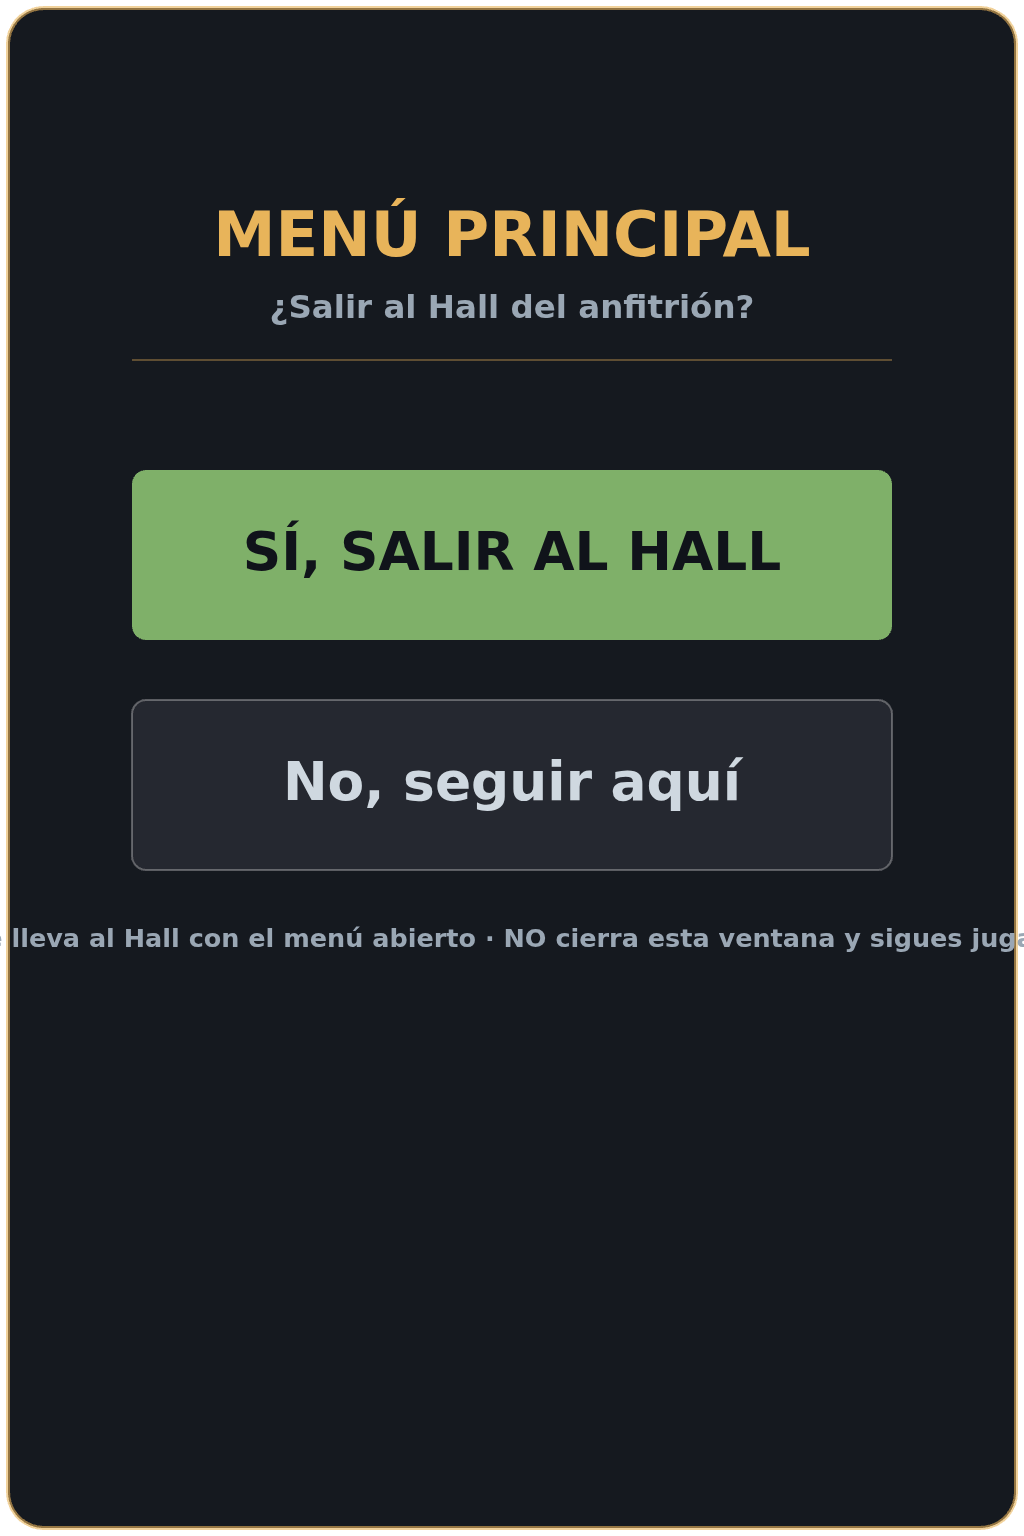 MENÚ PRINCIPAL
¿Salir al Hall del anfitrión?
SÍ, SALIR AL HALL
No, seguir aquí
lleva al Hall con el menú abierto · NO cierra esta ventana y sigues